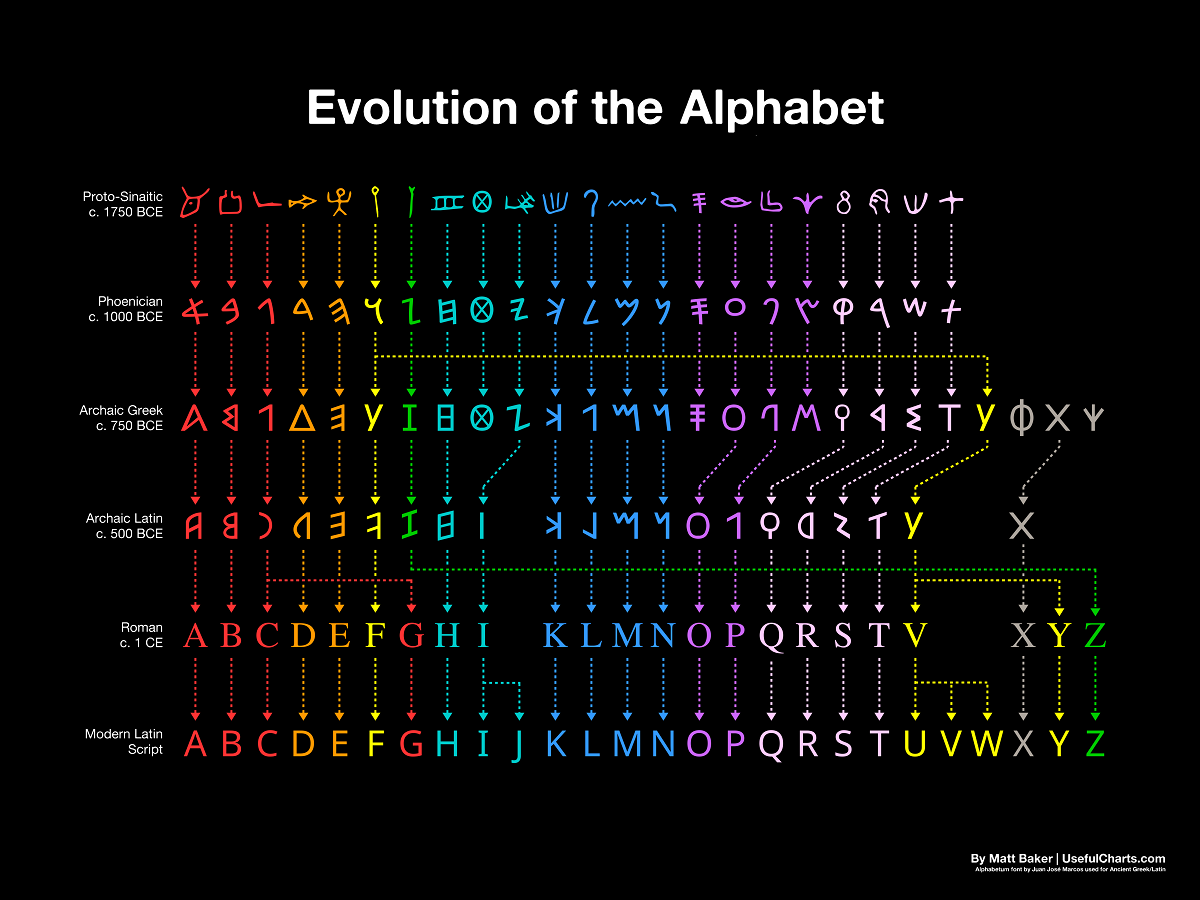 Evolution of the Alphabet
Proto-Sinaitic
c. 1750 BCE
Phoenician
c. 1000 BCE
𐤀 𐤁 𐤂 𐤃 𐤄 𐤅 𐤆 𐤇 𐤈 𐤉 𐤊 𐤋 𐤌 𐤍 𐤎 𐤏 𐤐 𐤑 𐤒 𐤓 𐤔 𐤕
Archaic Greek
c. 750 BCE
Α Β Γ Δ Ε Ϝ Ζ Η Θ Ι Κ Λ Μ Ν Ξ Ο Π Ϻ Ϙ Ρ Σ Τ Υ Φ Χ Ψ
Archaic Latin
c. 500 BCE
𐌀 𐌁 𐌂 𐌃 𐌄 𐌅 𐌆 𐌇 𐌉 𐌊 𐌋 𐌌 𐌍 𐌏 𐌐 𐌒 𐌓 𐌔 𐌕 𐌖 𐌗
Roman
c. 1 CE
A B C D E F G H I K L M N O P Q R S T V X Y Z
Modern Latin
Script
A B C D E F G H I J K L M N O P Q R S T U V W X Y Z
By Matt Baker | UsefulCharts.com
Alphabetum font by Juan José Marcos used for Ancient Greek/Latin